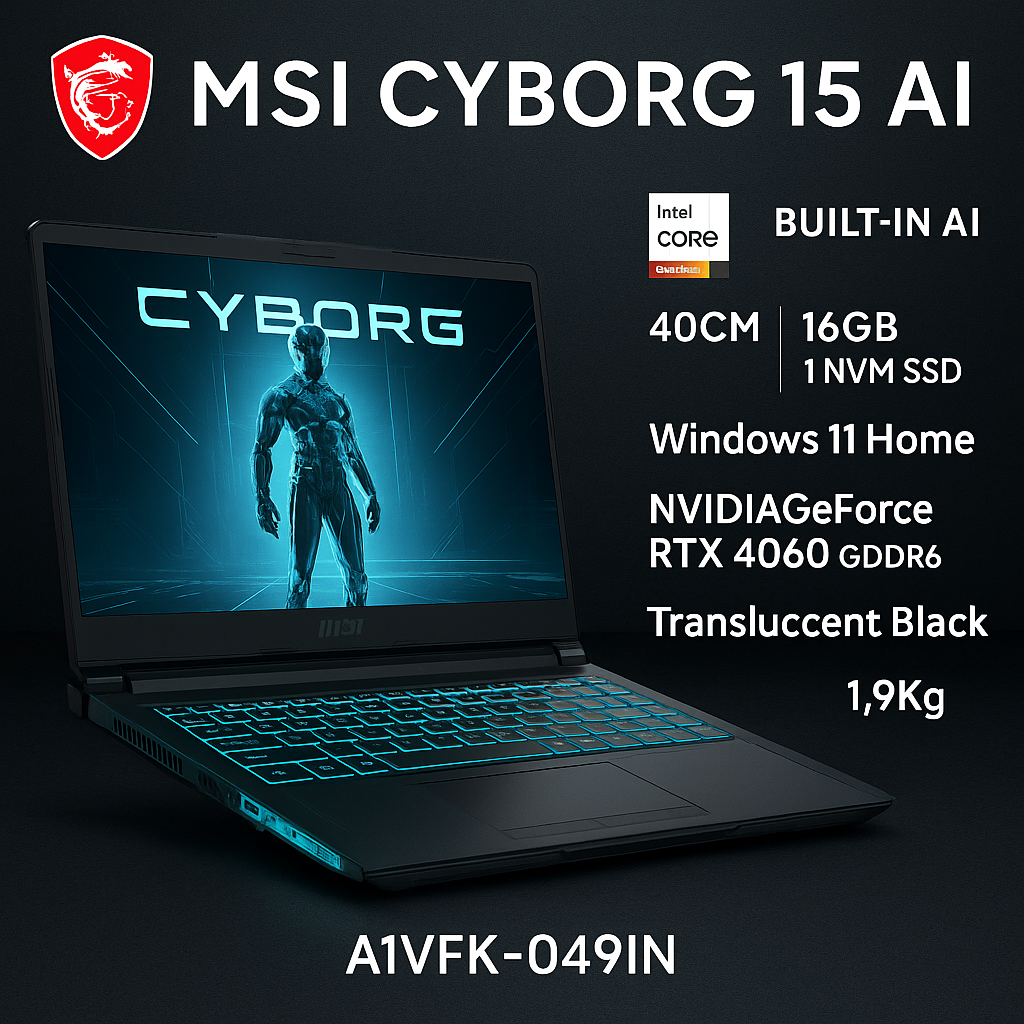 MSI CYBORG 15 AI
intel
CORE
BUILT-IN AI
40CM
16GB
1 NVM SSD
Windows 11 Home
NVIDIAGeForce
RTX 4060 GDDR6
Transluccent Black
1,9Kg
CYBORG
msi
A1VFK-049IN